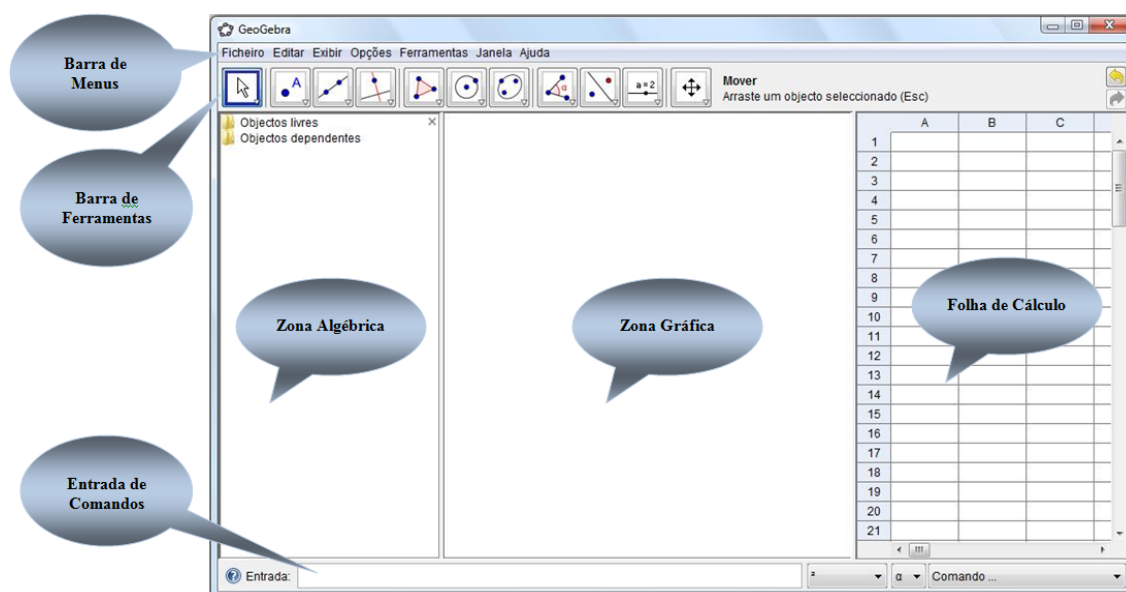 GeoGebra
Ficheiro Editar Exibir Opções Ferramentas Janela Ajuda
Barra de
Menus
A
α
a=2
Mover
Arraste um objecto seleccionado (Esc)
Objectos livres
Objectos dependentes
A B C
1
2
3
4
5
6
7
8
9
10
11
12
13
14
15
16
17
18
19
20
21
Barra de
Ferramentas
Zona Algébrica
Zona Gráfica
Folha de Cálculo
Entrada de
Comandos
Entrada: ² α Comando ...